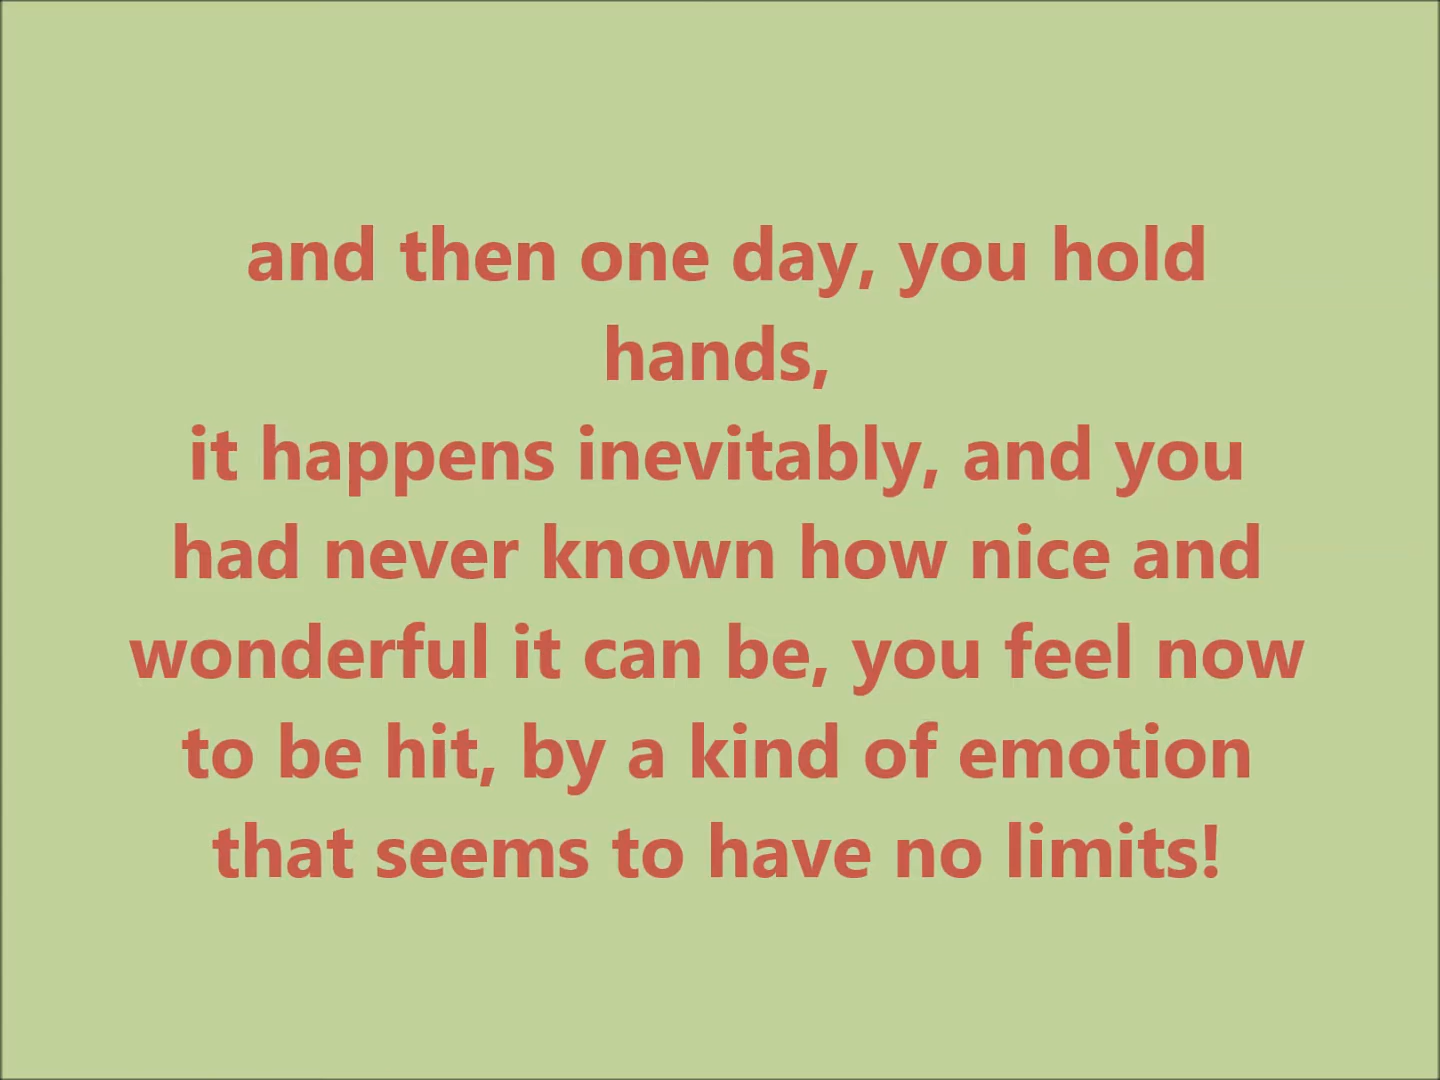 and then one day, you hold
hands,
it happens inevitably, and you
had never known how nice and
wonderful it can be, you feel now
to be hit, by a kind of emotion
that seems to have no limits!